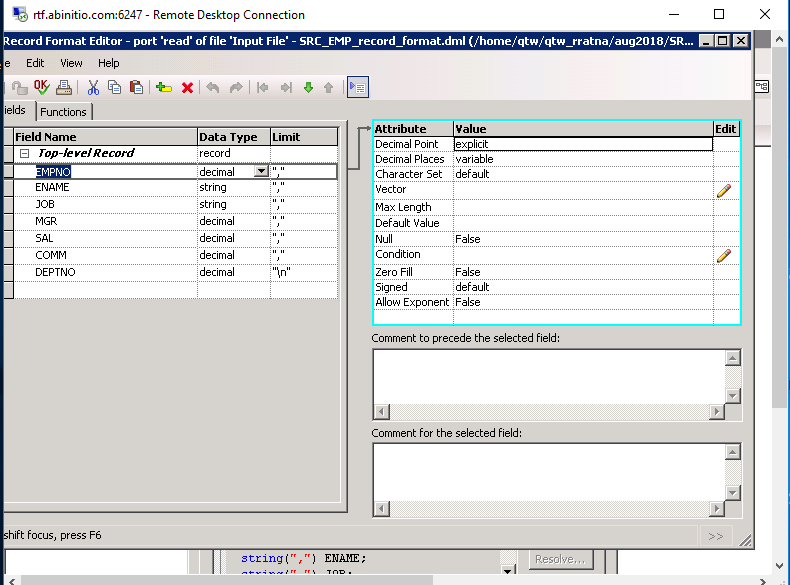 rtf.abinitio.com:6247 - Remote Desktop Connection
Record Format Editor - port 'read' of file 'Input File' - SRC_EMP_record_format.dml (/home/qtw/qtw_rratna/aug2018/SR...
e Edit View Help
ields Functions
Field Name Data Type Limit
Top-level Record record
EMPNO decimal ","
ENAME string ","
JOB string ","
MGR decimal ","
SAL decimal ","
COMM decimal ","
DEPTNO decimal "\n"
Attribute Value Edit
Decimal Point explicit
Decimal Places variable
Character Set default
Vector
Max Length
Default Value
Null False
Condition
Zero Fill False
Signed default
Allow Exponent False
Comment to precede the selected field:
Comment for the selected field:
shift focus, press F6
>>
string(",") ENAME;
string(",") JOB;
Resolve...